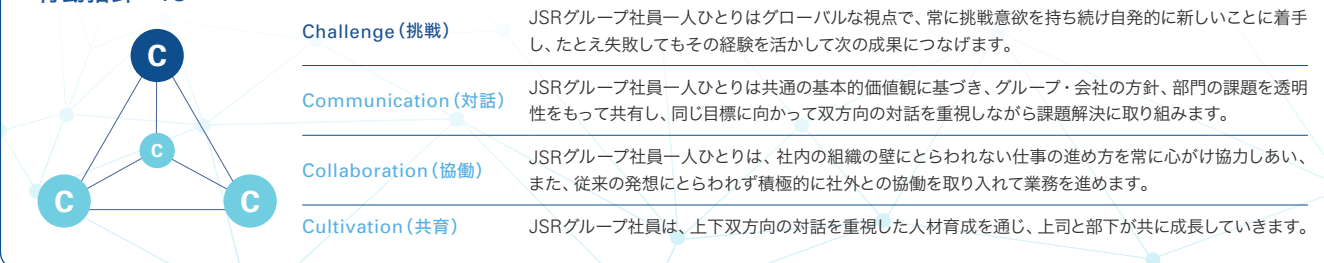 C
C
C
C
Challenge(挑戦)
JSRグループ社員一人ひとりはグローバルな視点で、常に挑戦意欲を持ち続け自発的に新しいことに着手
し、たとえ失敗してもその経験を活かして次の成果につなげます。
Communication(対話)
JSRグループ社員一人ひとりは共通の基本的価値観に基づき、グループ・会社の方針、部門の課題を透明
性をもって共有し、同じ目標に向かって双方向の対話を重視しながら課題解決に取り組みます。
Collaboration(協働)
JSRグループ社員一人ひとりは、社内の組織の壁にとらわれない仕事の進め方を常に心がけ協力しあい、
また、従来の発想にとらわれず積極的に社外との協働を取り入れて業務を進めます。
Cultivation(共育)
JSRグループ社員は、上下双方向の対話を重視した人材育成を通じ、上司と部下が共に成長していきます。